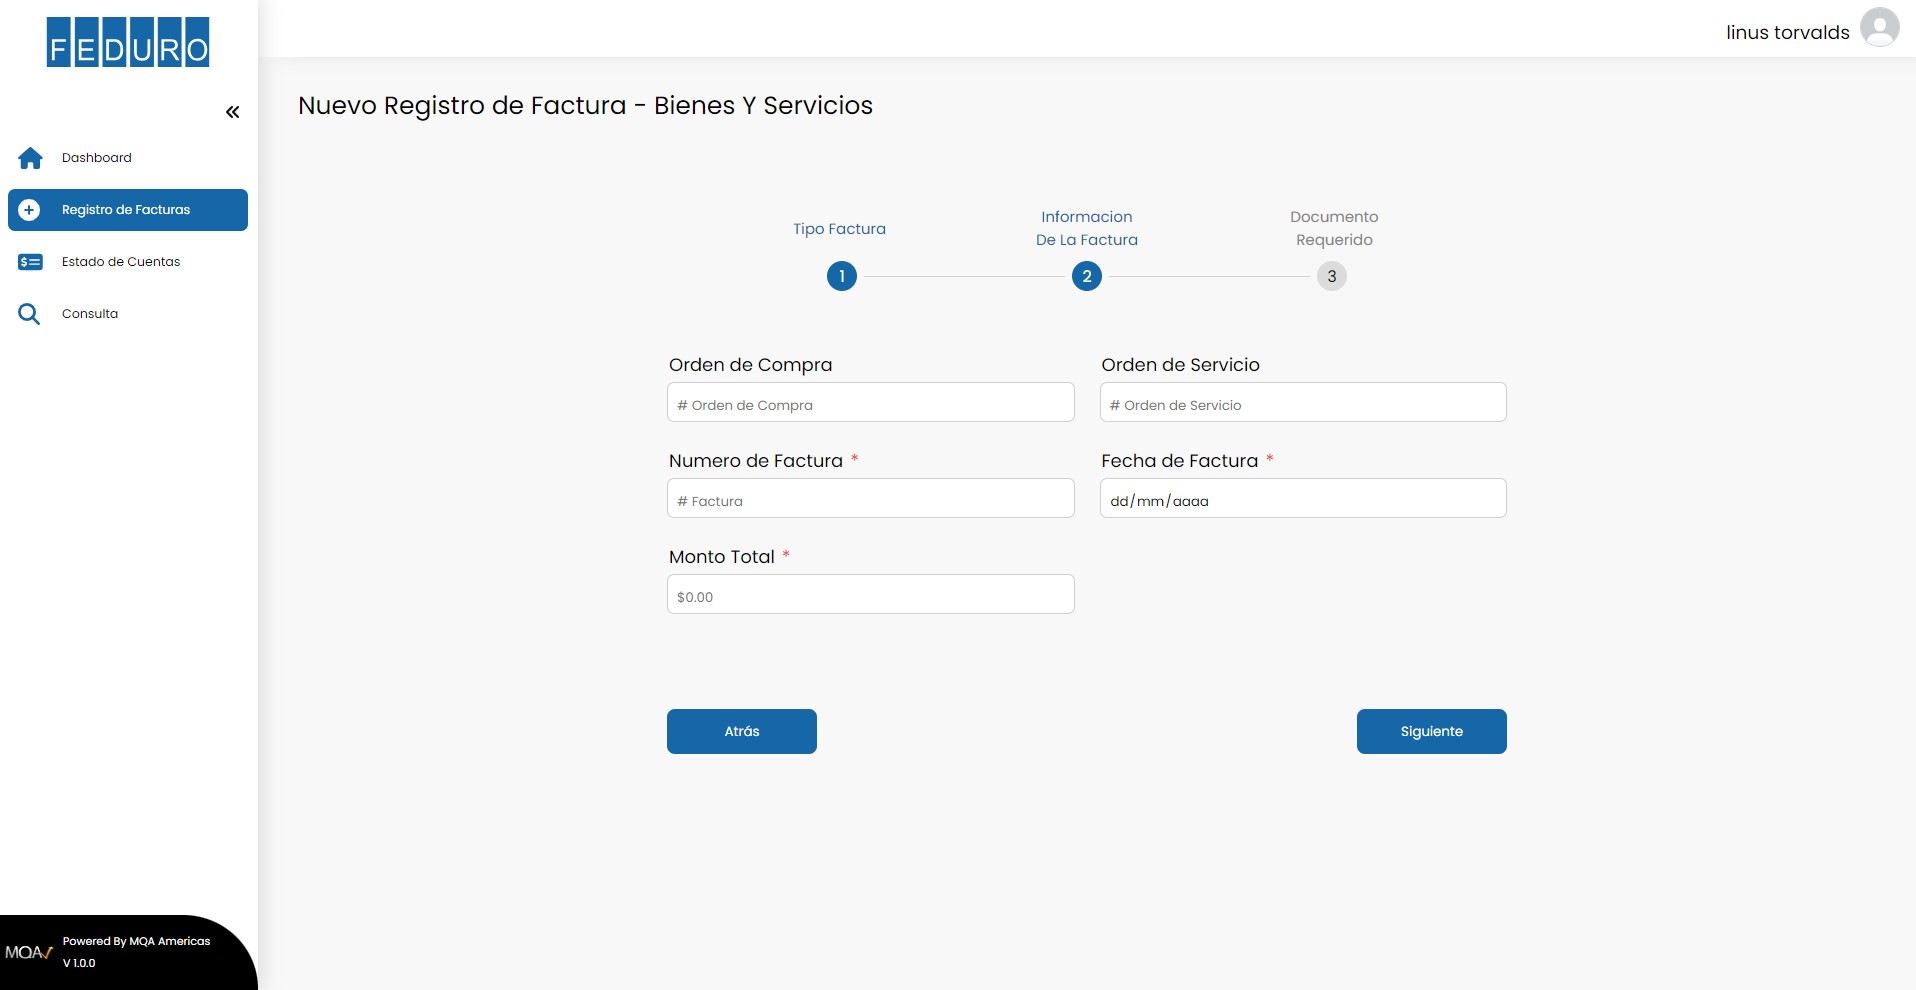 FEDURO
linus torvalds
Nuevo Registro de Factura - Bienes Y Servicios
Dashboard
Registro de Facturas
Estado de Cuentas
Consulta
Tipo Factura
Informacion
De La Factura
Documento
Requerido
1
2
3
Orden de Compra
# Orden de Compra
Orden de Servicio
# Orden de Servicio
Numero de Factura *
# Factura
Fecha de Factura *
dd/mm/aaaa
Monto Total *
$0.00
Atrás
Siguiente
MQA
Powered By MQA Americas
V 1.0.0